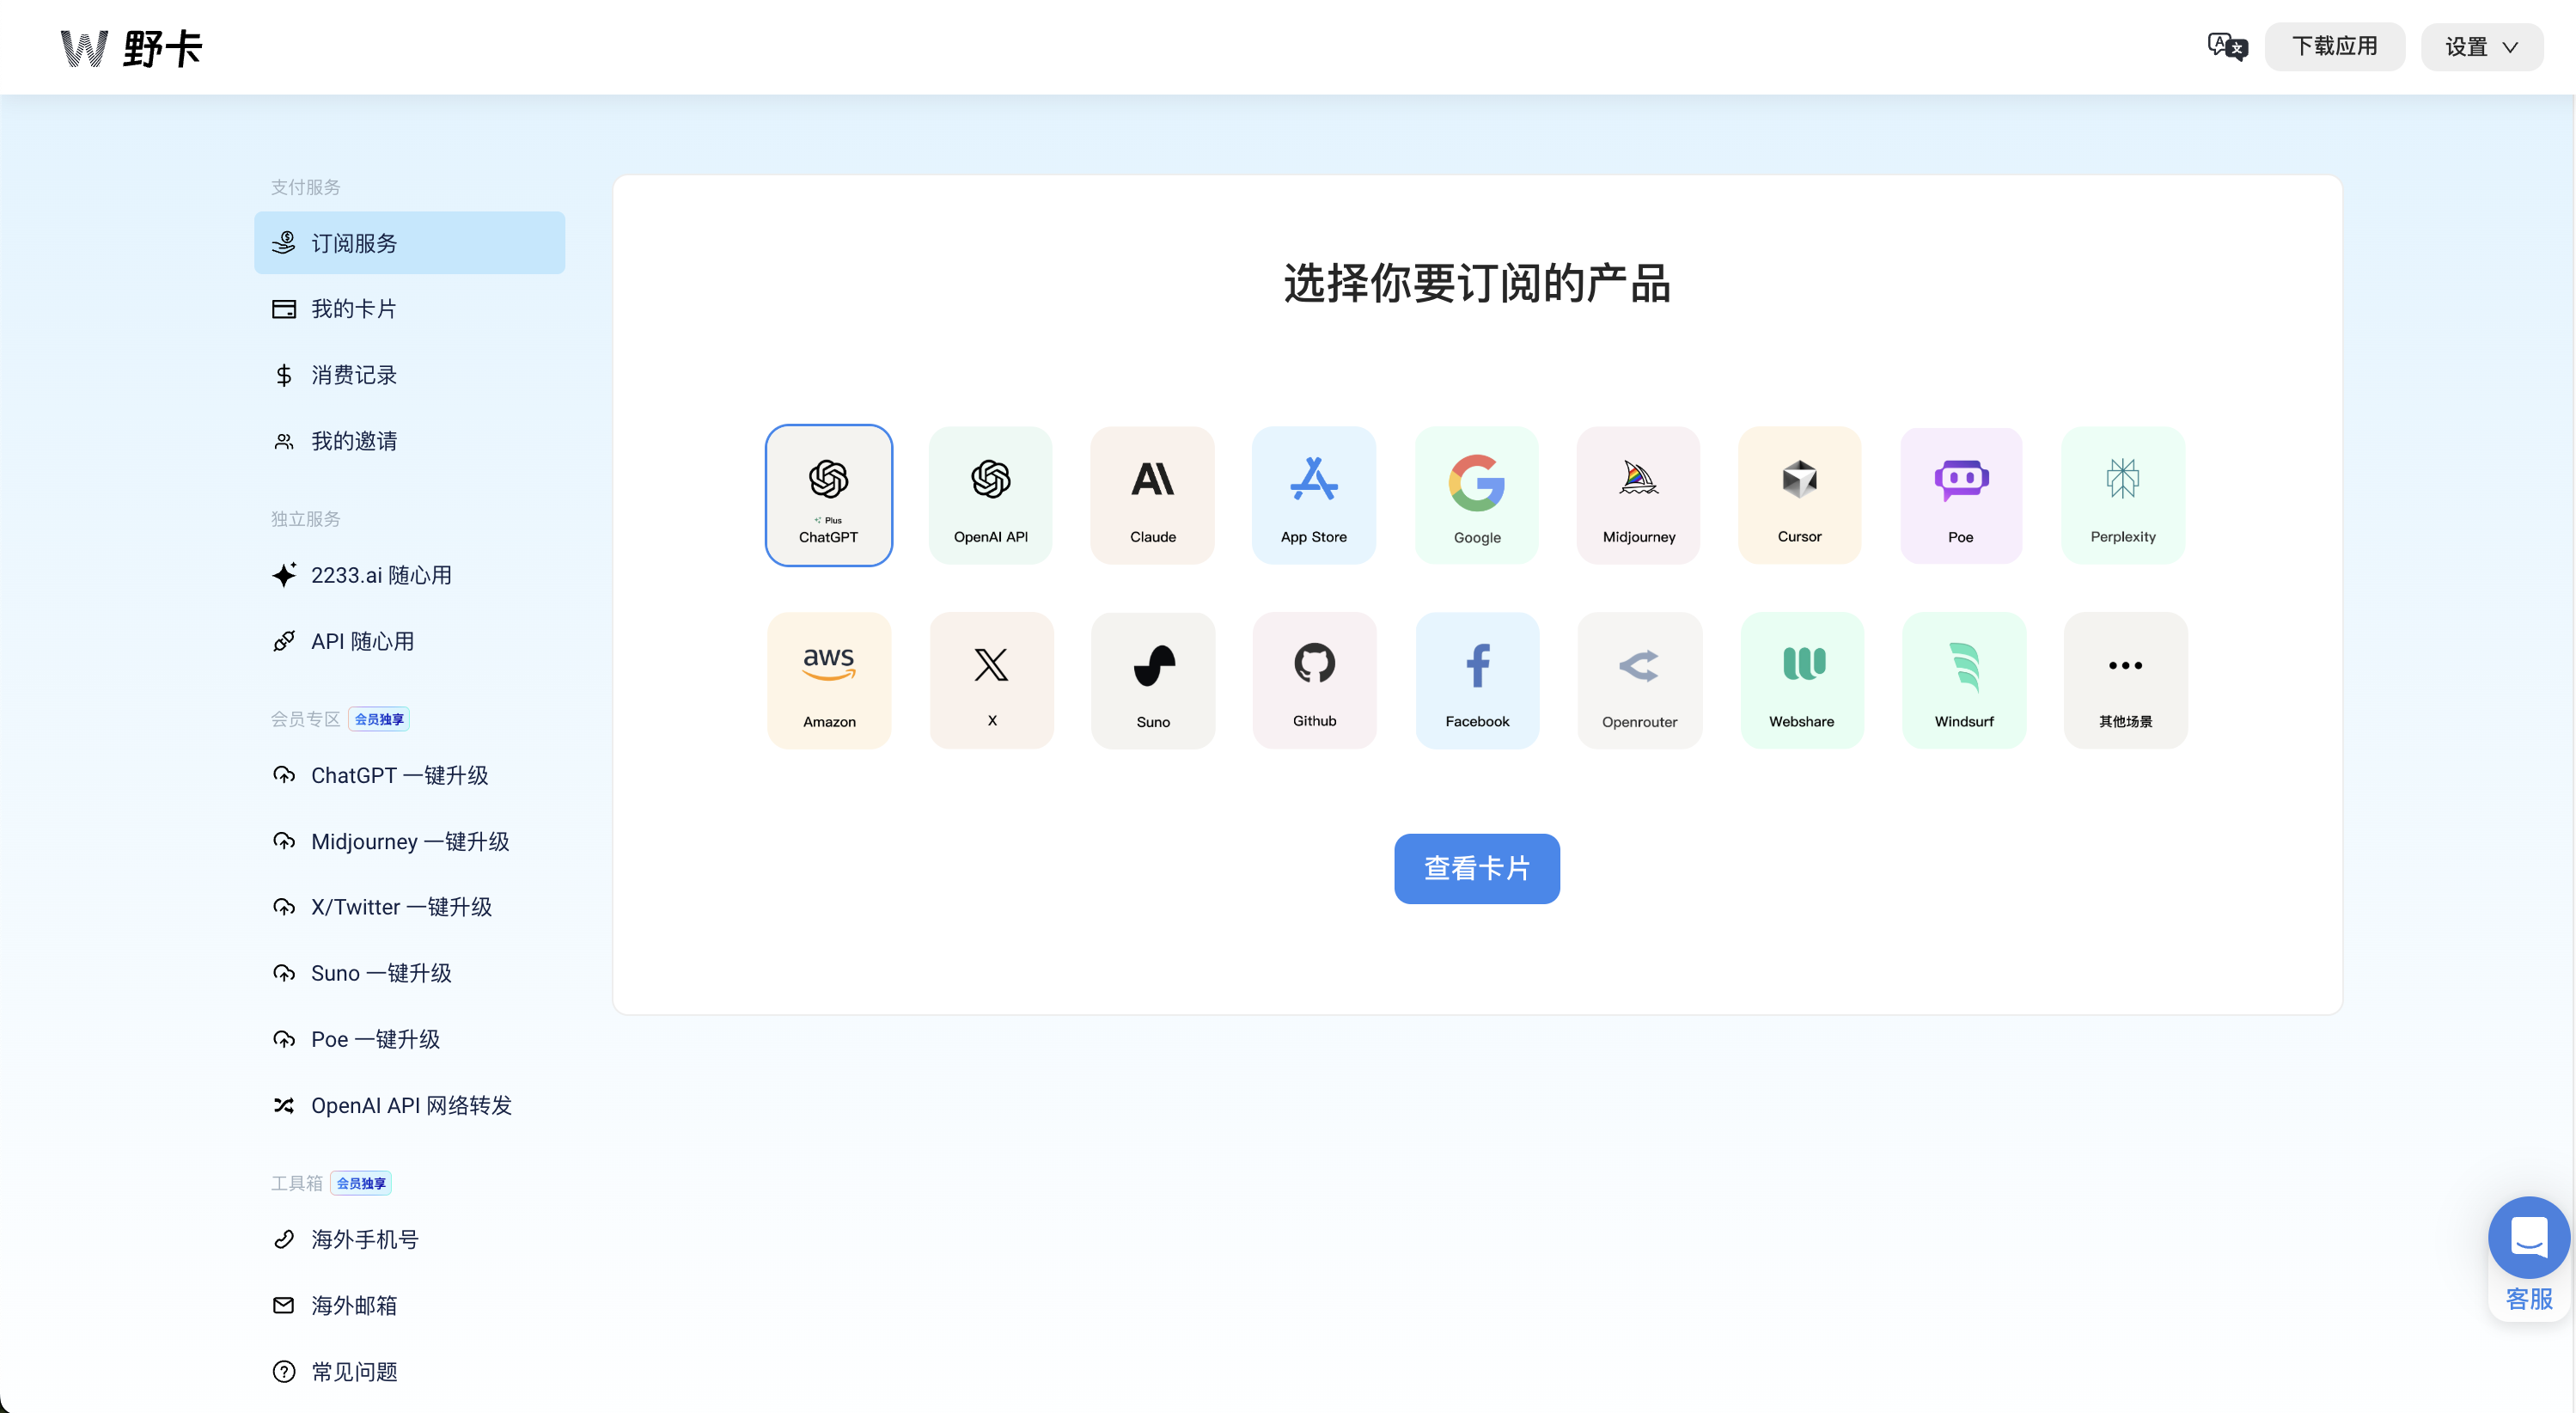 W 野卡
A 文
下载应用
设置
支付服务
订阅服务
我的卡片
消费记录
我的邀请
独立服务
2233.ai 随心用
API 随心用
会员专区 会员独享
ChatGPT 一键升级
Midjourney 一键升级
X/Twitter 一键升级
Suno 一键升级
Poe 一键升级
OpenAI API 网络转发
工具箱 会员独享
海外手机号
海外邮箱
常见问题
选择你要订阅的产品
Plus
ChatGPT
OpenAI API
Claude
App Store
Google
Midjourney
Cursor
Poe
Perplexity
aws
Amazon
X
Suno
Github
Facebook
Openrouter
Webshare
Windsurf
其他场景
查看卡片
客服